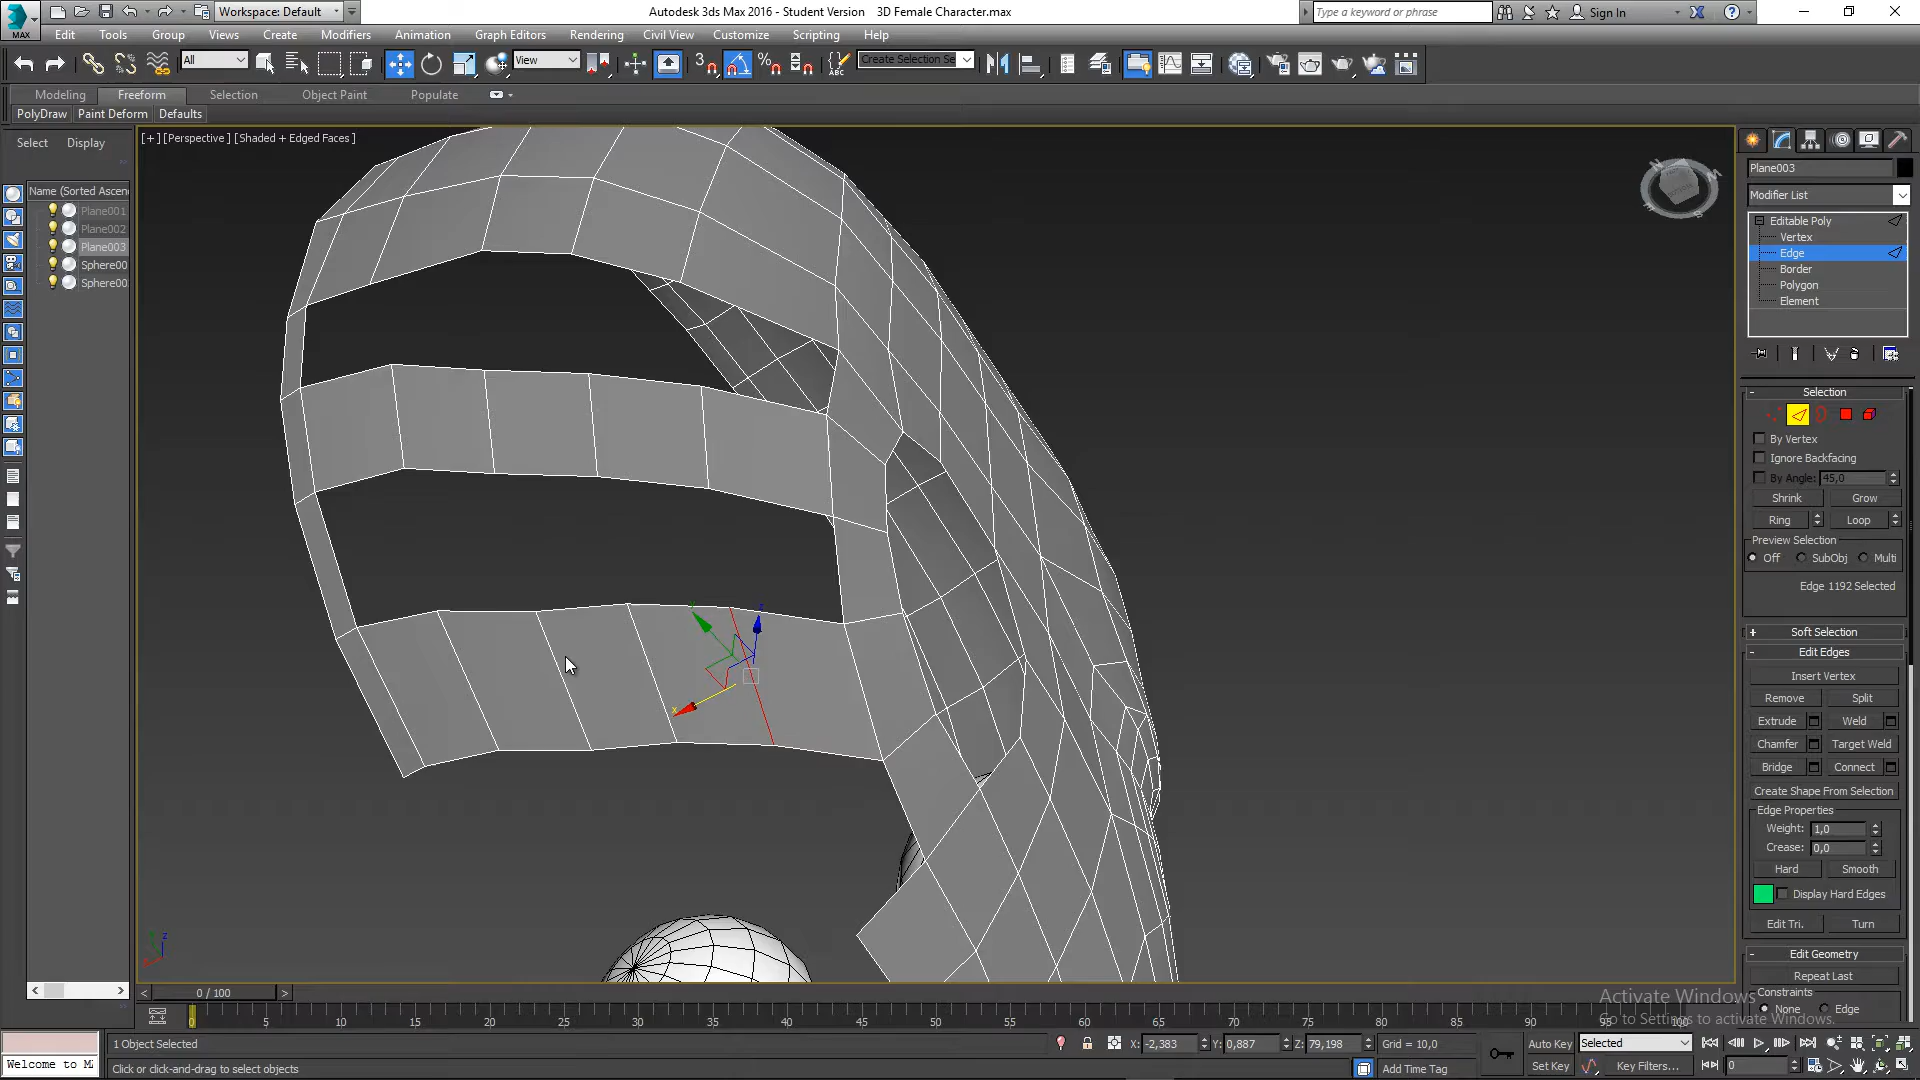 MAX
Workspace: Default
Autodesk 3ds Max 2016 - Student Version    3D Female Character.max
Type a keyword or phrase
Sign In
Edit Tools Group Views Create Modifiers Animation Graph Editors Rendering Civil View Customize Scripting Help
All
View
3
%
ABC
Create Selection Se
Modeling Freeform Selection Object Paint Populate
PolyDraw Paint Deform Defaults
Select Display
[+] [Perspective] [Shaded + Edged Faces]
Name (Sorted Ascen
Plane001
Plane002
Plane003
Sphere00
Sphere00
z
x
z
Plane003
Modifier List
Editable Poly
Vertex
Edge
Border
Polygon
Element
- Selection
By Vertex
Ignore Backfacing
By Angle: 45,0
Shrink Grow
Ring Loop
Preview Selection
Off SubObj Multi
Edge 1192 Selected
+ Soft Selection
- Edit Edges
Insert Vertex
Remove Split
Extrude Weld
Chamfer Target Weld
Bridge Connect
Create Shape From Selection
Edge Properties
Weight: 1,0
Crease: 0,0
Hard Smooth
Display Hard Edges
Edit Tri. Turn
- Edit Geometry
Repeat Last
Constraints
None Edge
Activate Windows
Go to Settings to activate Windows.
< 0 / 100 >
0 5 10 15 20 25 30 35 40 45 50 55 60 65 70 75 80 85 90 95 100
1 Object Selected
X: -2,383 Y: 0,887 Z: 79,198 Grid = 10,0
Auto Key Selected
Welcome to M
Click or click-and-drag to select objects
Add Time Tag
Set Key Key Filters... 0